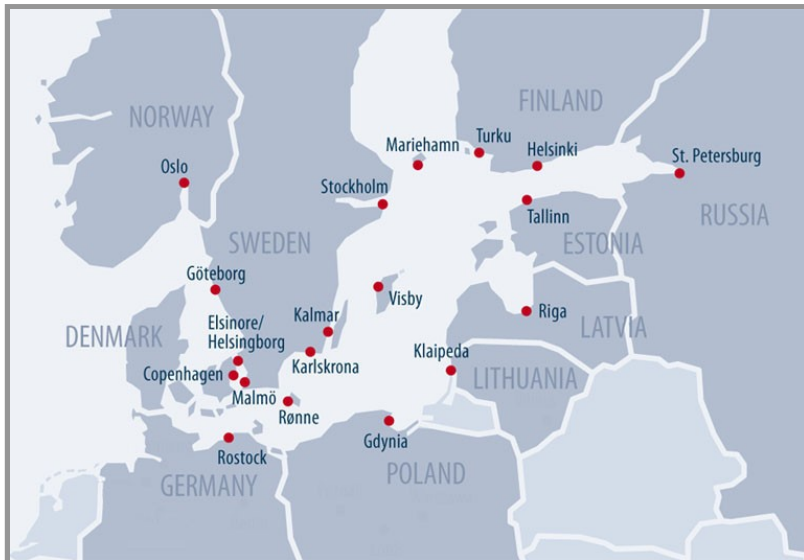 FINLAND
NORWAY
Turku
Mariehamn
Helsinki
St. Petersburg
Oslo
Stockholm
RUSSIA
Tallinn
SWEDEN
ESTONIA
Göteborg
Visby
Elsinore/
Helsingborg
Kalmar
Riga
DENMARK
LATVIA
Klaipeda
Karlskrona
Copenhagen
LITHUANIA
Malmö
Rønne
Gdynia
Rostock
POLAND
GERMANY